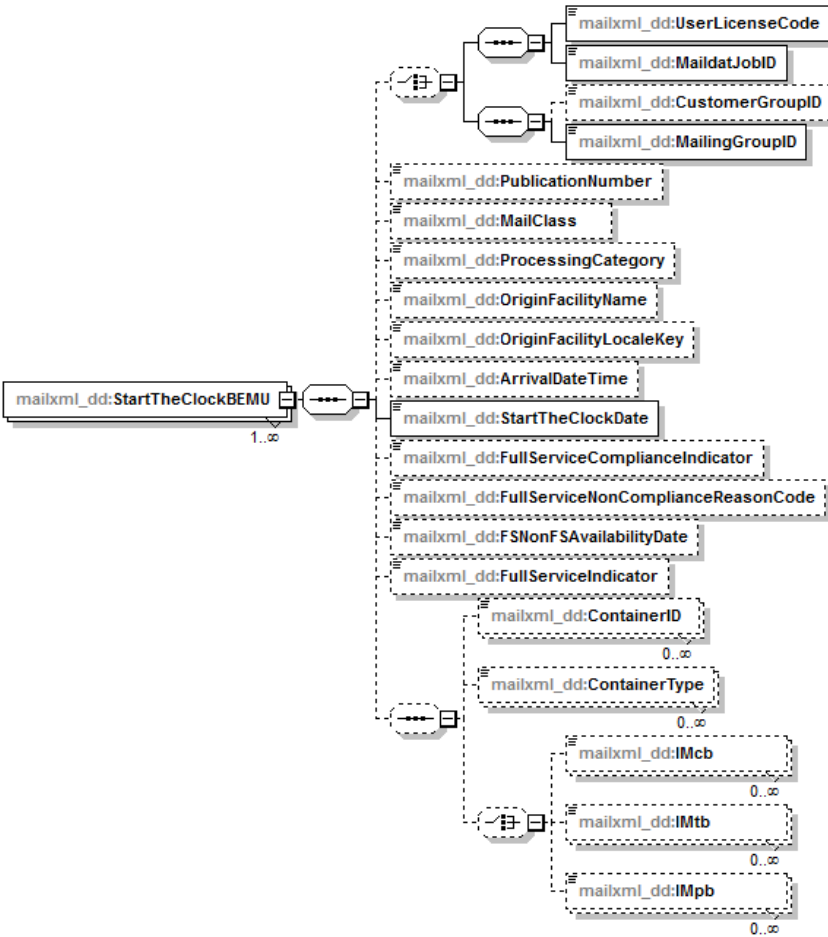 mailxml_dd:UserLicenseCode
mailxml_dd:MaildatJobID
mailxml_dd:CustomerGroupID
mailxml_dd:MailingGroupID
mailxml_dd:PublicationNumber
mailxml_dd:MailClass
mailxml_dd:ProcessingCategory
mailxml_dd:OriginFacilityName
mailxml_dd:OriginFacilityLocaleKey
mailxml_dd:ArrivalDateTime
mailxml_dd:StartTheClockBEMU
1..∞
mailxml_dd:StartTheClockDate
mailxml_dd:FullServiceComplianceIndicator
mailxml_dd:FullServiceNonComplianceReasonCode
mailxml_dd:FSNonFSAvailabilityDate
mailxml_dd:FullServiceIndicator
mailxml_dd:ContainerID
0..∞
mailxml_dd:ContainerType
0..∞
mailxml_dd:IMcb
0..∞
mailxml_dd:IMtb
0..∞
mailxml_dd:IMpb
0..∞